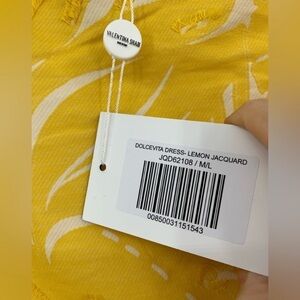 VALENTINA SHAH
DOLCEVITA DRESS- LEMON JACQUARD
JQD62108 / M/L
00850031151543